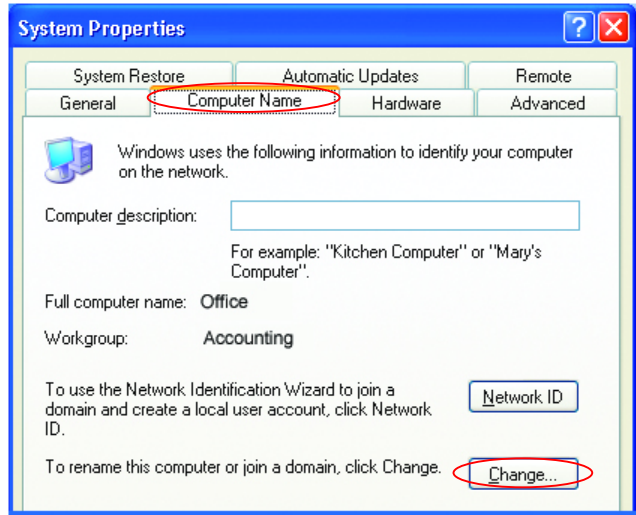 System Properties
System Restore Automatic Updates Remote
General Computer Name Hardware Advanced
Windows uses the following information to identify your computer
on the network.
Computer description:
For example: "Kitchen Computer" or "Mary's
Computer".
Full computer name: Office
Workgroup: Accounting
To use the Network Identification Wizard to join a
domain and create a local user account, click Network
ID.
Network ID
To rename this computer or join a domain, click Change.
Change...